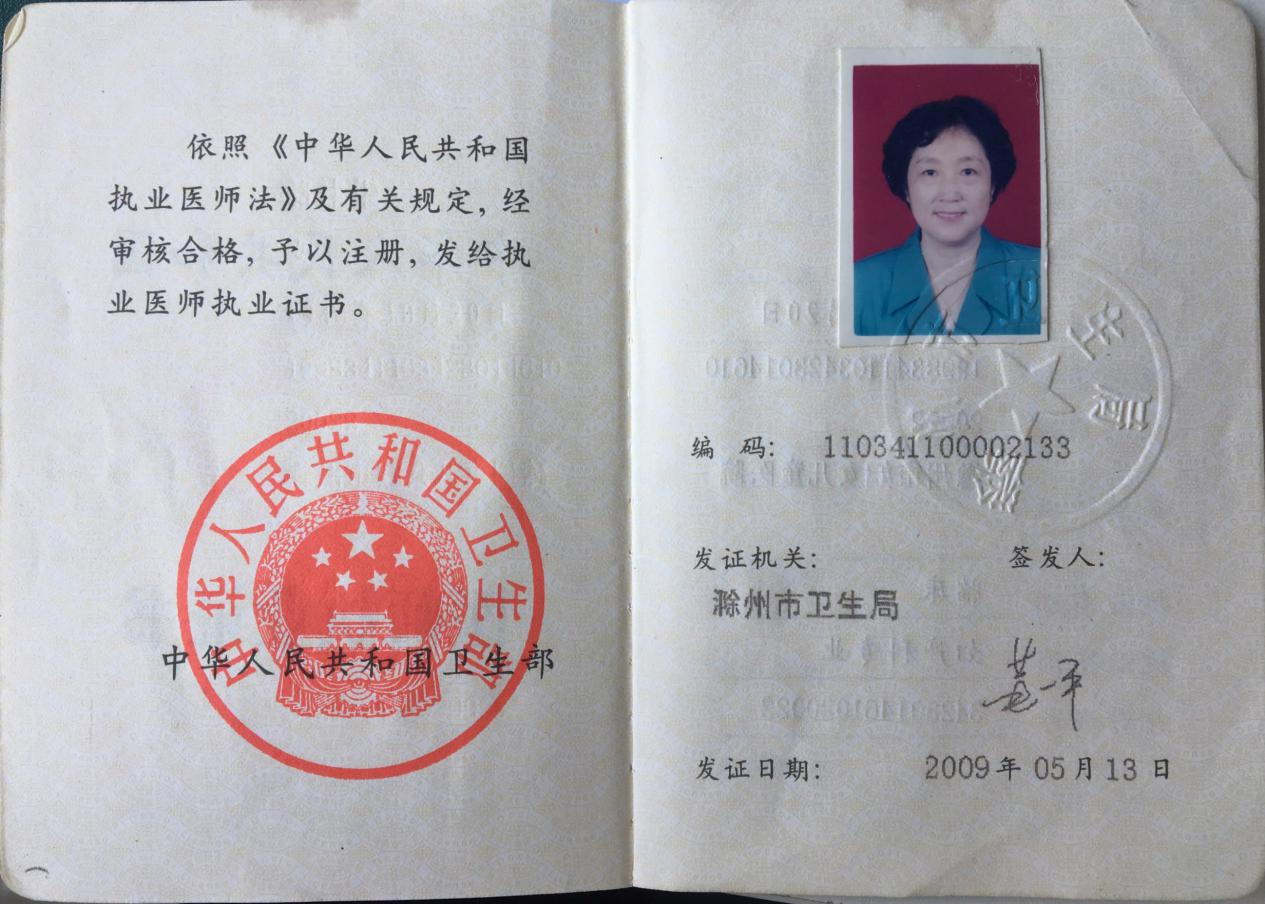 依照《中华人民共和国
执业医师法》及有关规定,经
审核合格,予以注册,发给执
业医师执业证书。
中华人民共和国卫生部
中华人民共和国卫生部
编 码: 110341100002133
发证机关: 签发人:
滁州市卫生局
发证日期: 2009年05月13日